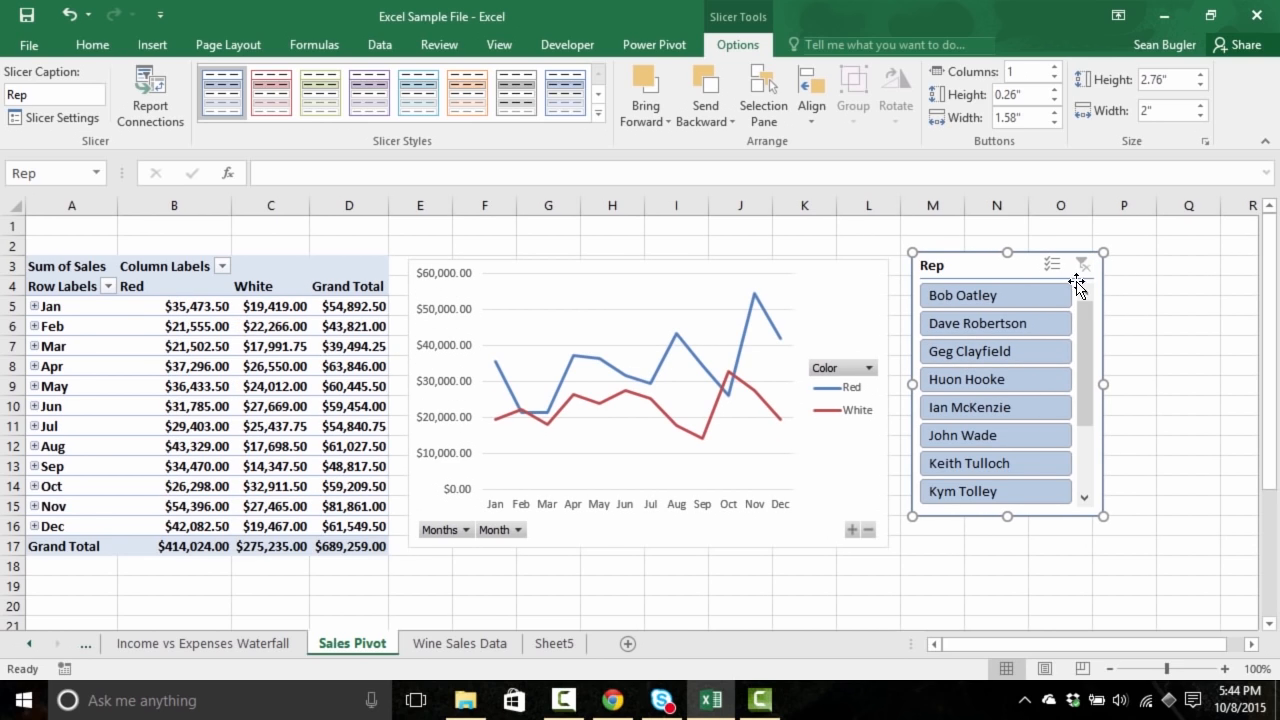 Excel Sample File - Excel
Slicer Tools
File Home Insert Page Layout Formulas Data Review View Developer Power Pivot Options Tell me what you want to do... Sean Bugler Share
Slicer Caption:
Rep
Slicer Settings
Report
Connections
Bring
Forward
Send
Backward
Selection
Pane
Align
Group
Rotate
Columns: 1
Height: 0.26"
Width: 1.58"
Height: 2.76"
Width: 2"
Slicer Slicer Styles Arrange Buttons Size
Rep fx
A B C D E F G H I J K L M N O P Q R
1
2
3 Sum of Sales Column Labels
4 Row Labels Red White Grand Total
5 Jan $35,473.50 $19,419.00 $54,892.50
6 Feb $21,555.00 $22,266.00 $43,821.00
7 Mar $21,502.50 $17,991.75 $39,494.25
8 Apr $37,296.00 $26,550.00 $63,846.00
9 May $36,433.50 $24,012.00 $60,445.50
10 Jun $31,785.00 $27,669.00 $59,454.00
11 Jul $29,403.00 $25,437.75 $54,840.75
12 Aug $43,329.00 $17,698.50 $61,027.50
13 Sep $34,470.00 $14,347.50 $48,817.50
14 Oct $26,298.00 $32,911.50 $59,209.50
15 Nov $54,396.00 $27,465.00 $81,861.00
16 Dec $42,082.50 $19,467.00 $61,549.50
17 Grand Total $414,024.00 $275,235.00 $689,259.00
18
19
20
21
$60,000.00
$50,000.00
$40,000.00
$30,000.00
$20,000.00
$10,000.00
$0.00
Jan Feb Mar Apr May Jun Jul Aug Sep Oct Nov Dec
Months Month
Color
Red
White
Rep
Bob Oatley
Dave Robertson
Geg Clayfield
Huon Hooke
Ian McKenzie
John Wade
Keith Tulloch
Kym Tolley
... Income vs Expenses Waterfall Sales Pivot Wine Sales Data Sheet5
Ready 100%
Ask me anything
5:44 PM
10/8/2015